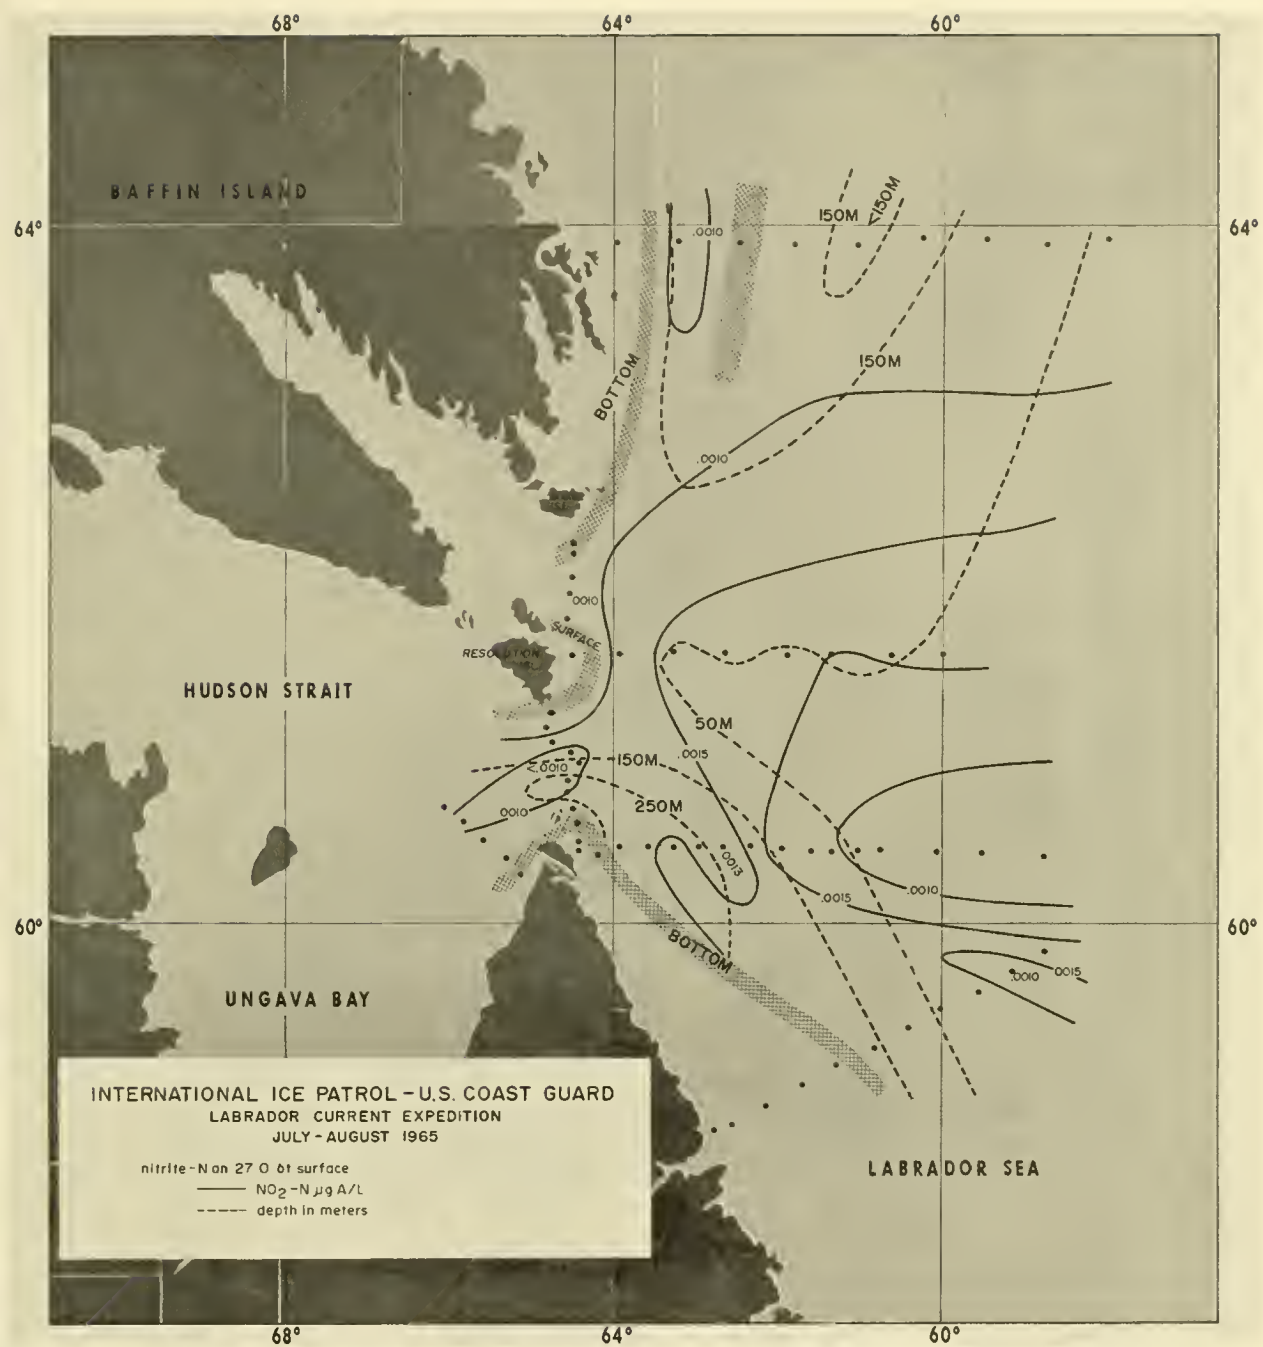 68° 64° 60°
BAFFIN ISLAND
64° 64°
.0010
150M
<150M
BOTTOM
150M
.0010
.0010
SURFACE
RESOLUTION
HUDSON STRAIT
50M
<.0010
150M
.0015
.0010
250M
.0013
.0015
.0010
60° 60°
BOTTOM
.0010
.0015
UNGAVA BAY
INTERNATIONAL ICE PATROL – U.S. COAST GUARD
LABRADOR CURRENT EXPEDITION
JULY – AUGUST 1965
nitrite-N on 27.0 δt surface
NO₂-N µg A/L
depth in meters
LABRADOR SEA
68° 64° 60°